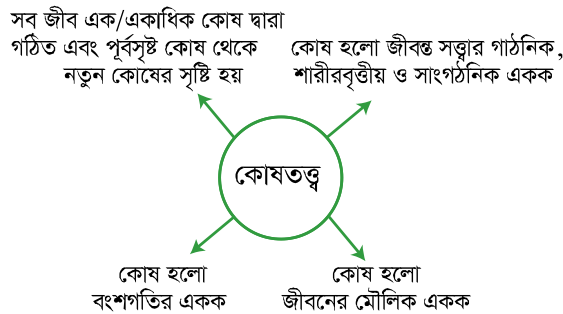 সব জীব এক/একাধিক কোষ দ্বারা
গঠিত এবং পূর্বসৃষ্ট কোষ থেকে
নতুন কোষের সৃষ্টি হয়
কোষ হলো জীবন্ত সত্ত্বার গাঠনিক,
শারীরবৃত্তীয় ও সাংগঠনিক একক
কোষতত্ত্ব
কোষ হলো
বংশগতির একক
কোষ হলো
জীবনের মৌলিক একক